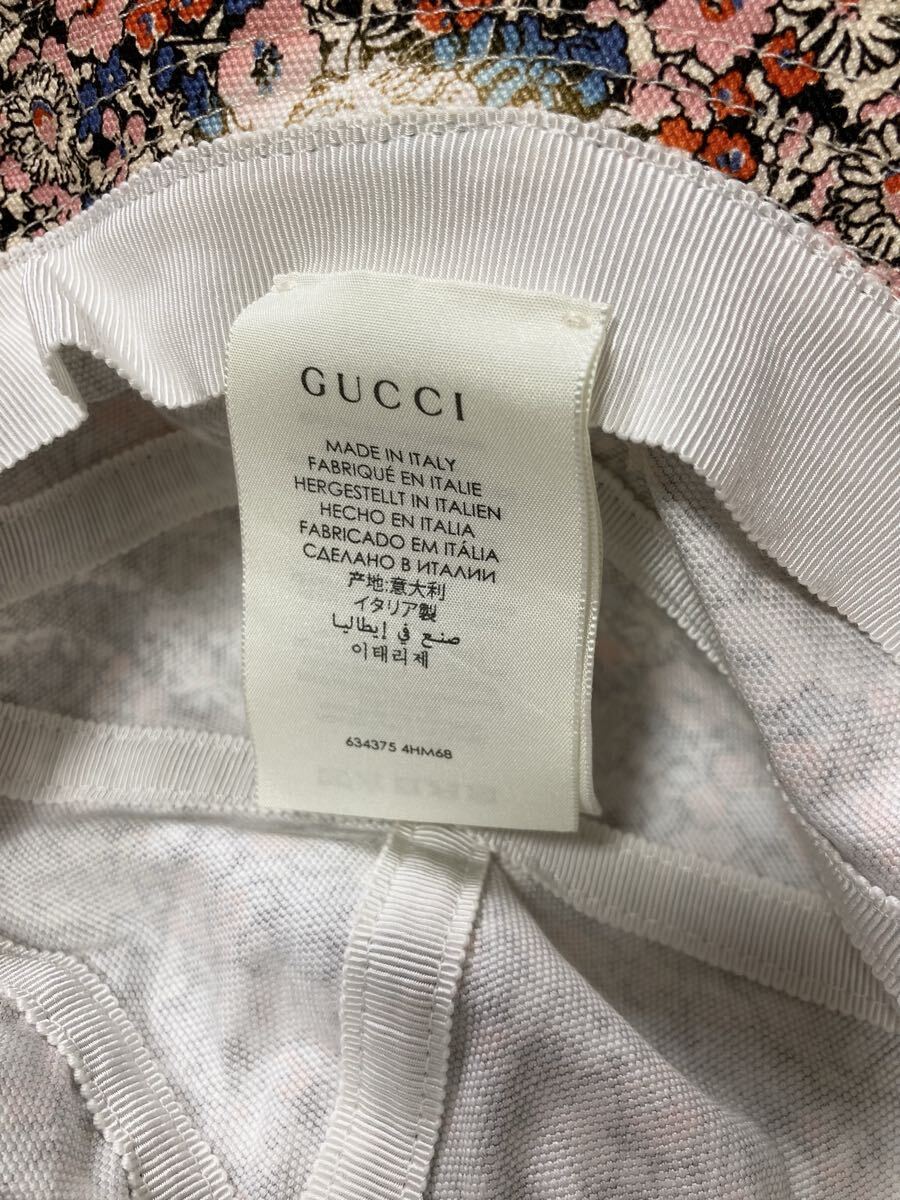 GUCCI
MADE IN ITALY
FABRIQUÉ EN ITALIE
HERGESTELLT IN ITALIEN
HECHO EN ITALIA
FABRICADO EM ITÁLIA
СДЕЛАНО В ИТАЛИИ
产地:意大利
イタリア製
صنع في إيطاليا
이태리제
634375 4HM68